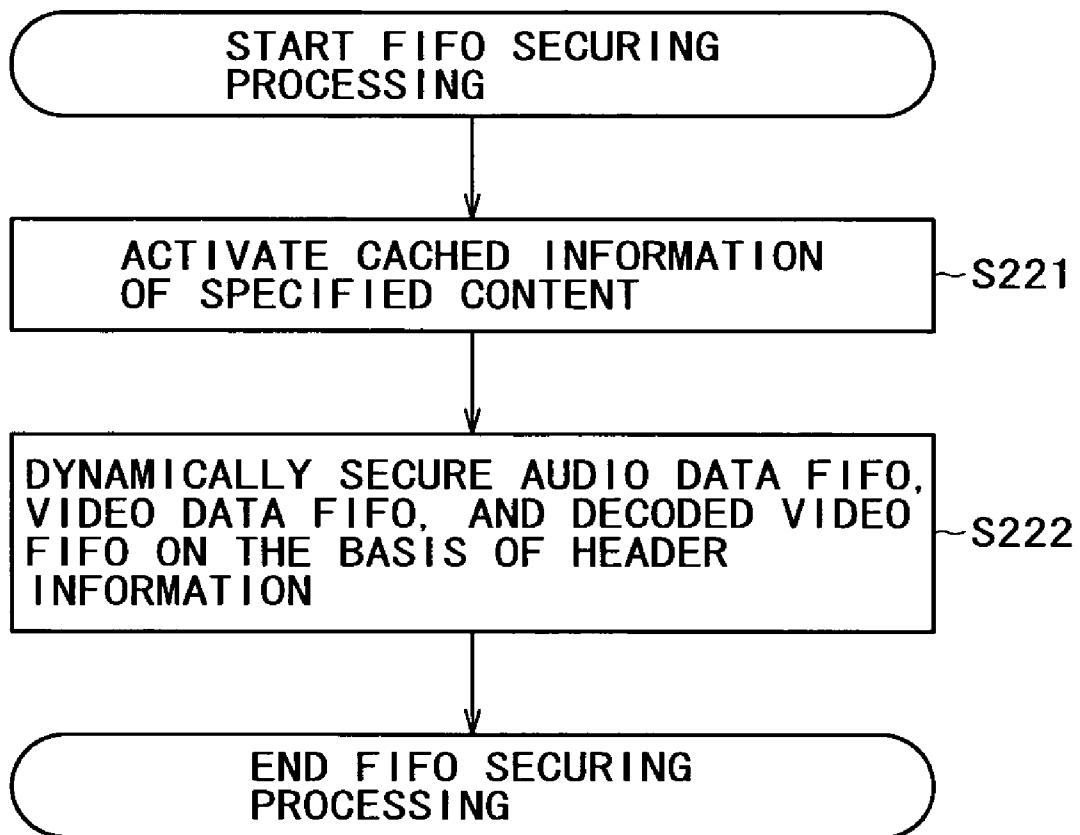 START FIFO SECURING
PROCESSING
ACTIVATE CACHED INFORMATION
OF SPECIFIED CONTENT
S221
DYNAMICALLY SECURE AUDIO DATA FIFO,
VIDEO DATA FIFO, AND DECODED VIDEO
FIFO ON THE BASIS OF HEADER
INFORMATION
S222
END FIFO SECURING
PROCESSING